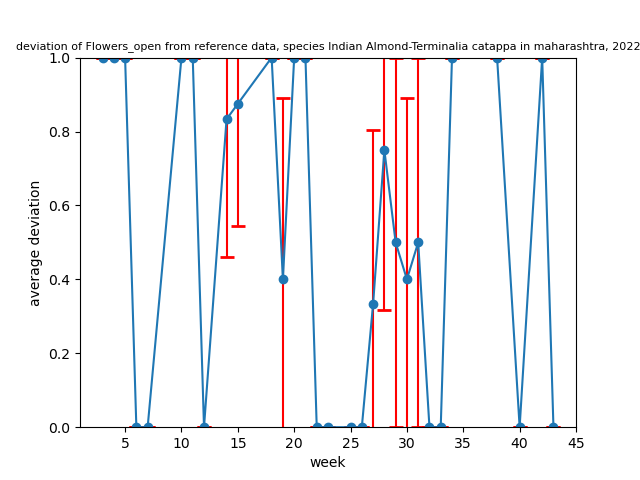 deviation of Flowers_open from reference data, species Indian Almond-Terminalia catappa in maharashtra, 2022
1.0
0.8
0.6
0.4
0.2
0.0
average deviation
5 10 15 20 25 30 35 40 45
week